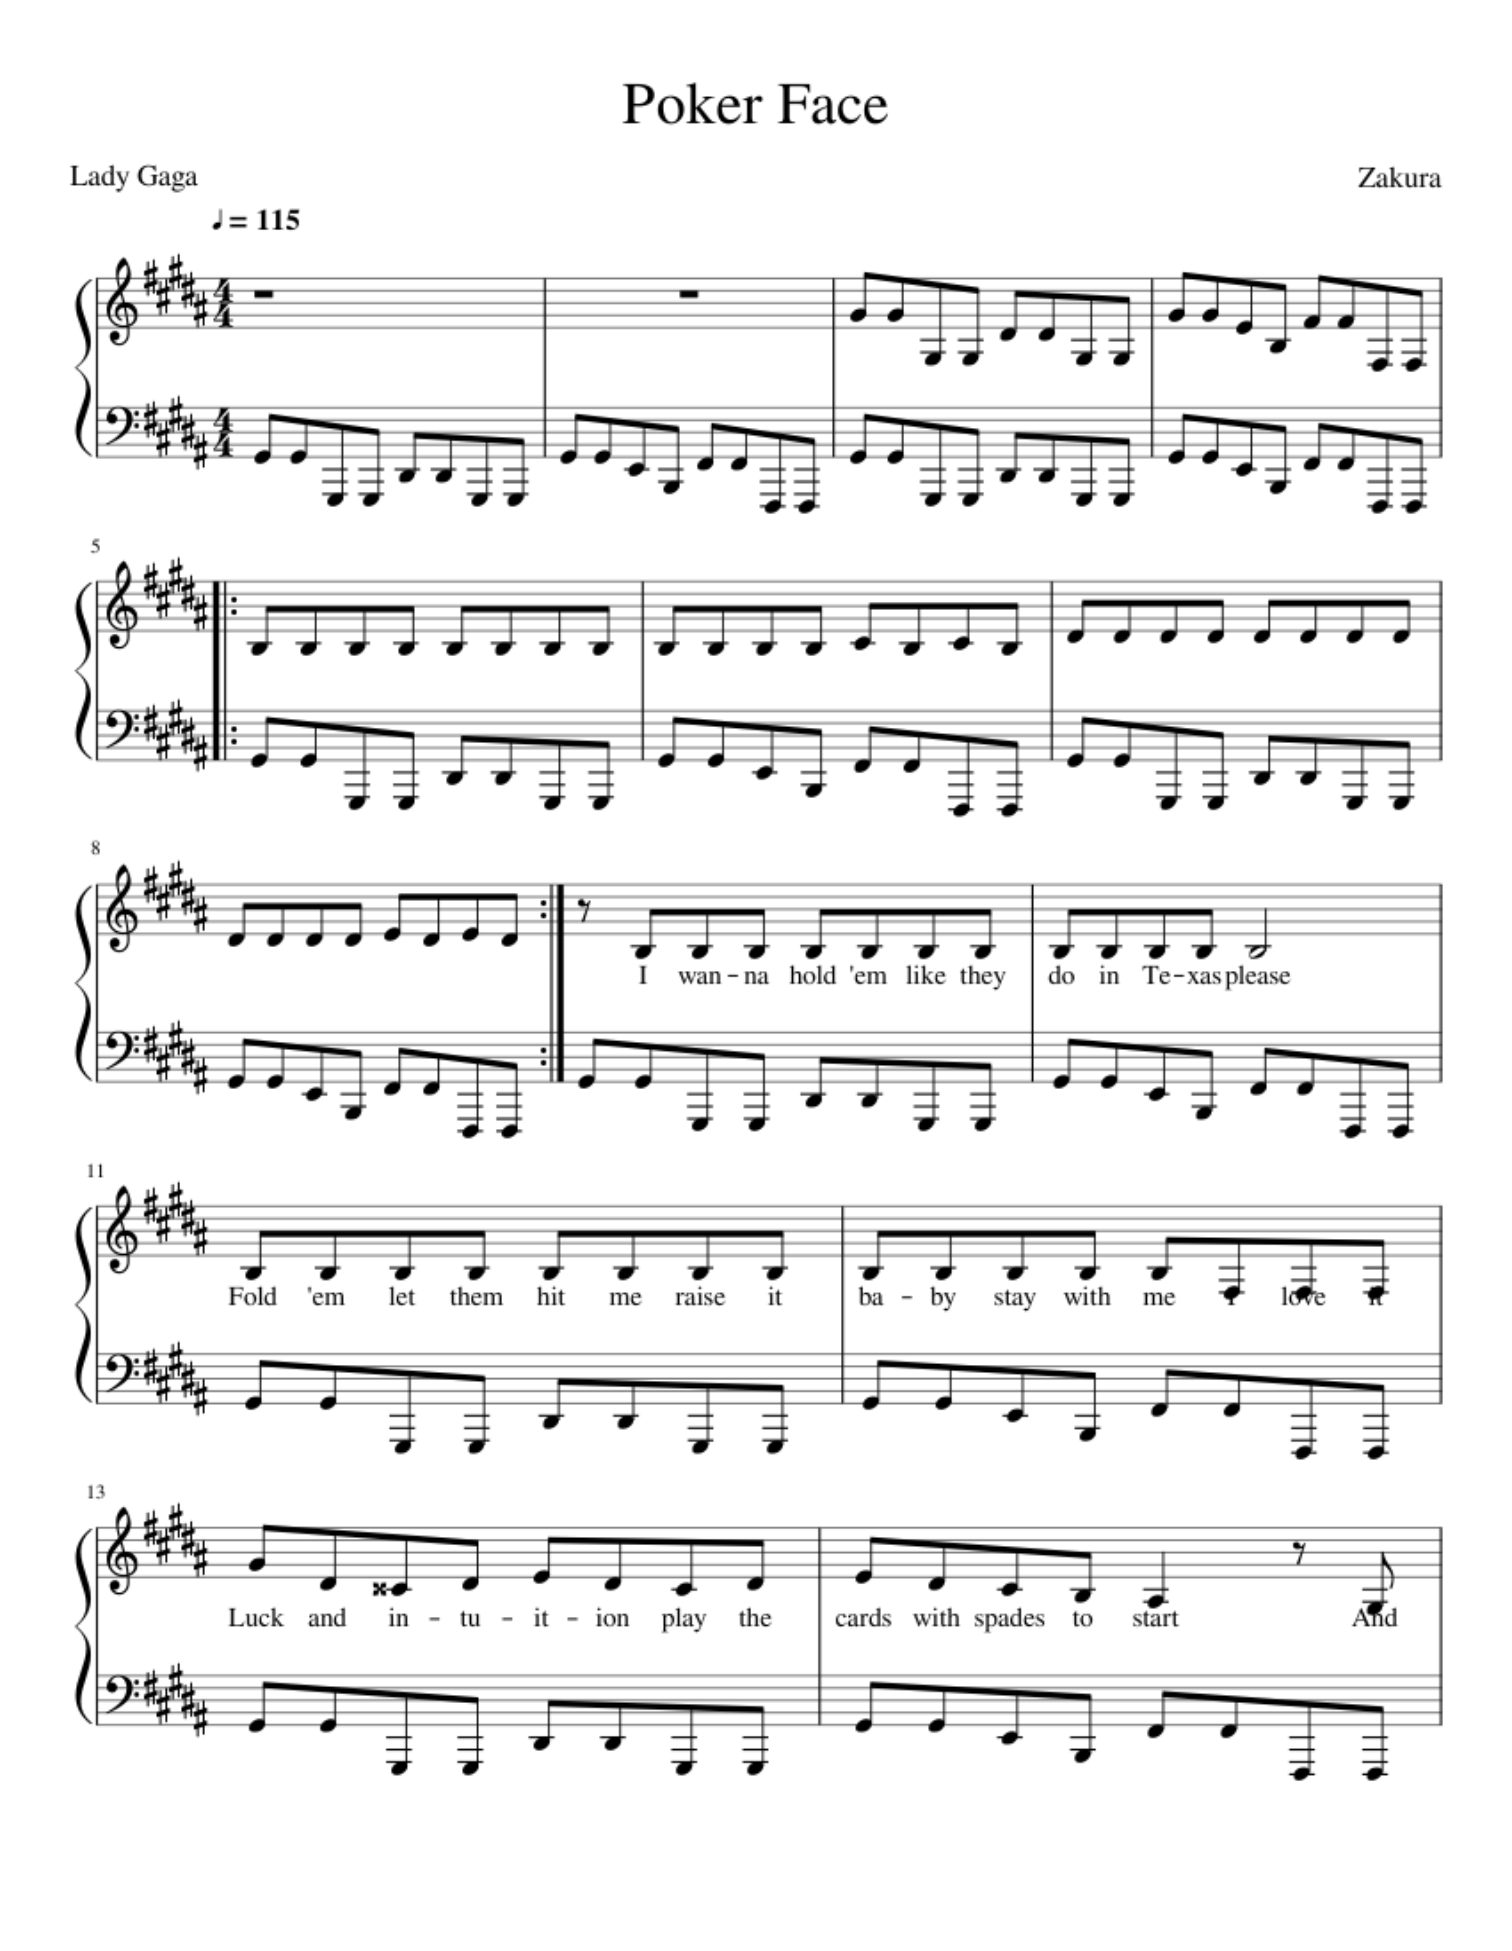 Poker Face
Lady Gaga
Zakura
♩ = 115
4 4
4 4
5
8
I wan - na hold 'em like they do in Te - xas please
11
Fold 'em let them hit me raise it ba - by stay with me I love it
13
Luck and in - tu - it - ion play the cards with spades to start And